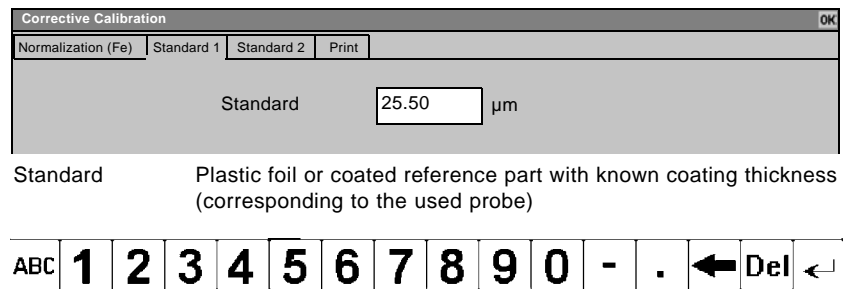 Corrective Calibration OK
Normalization (Fe) Standard 1 Standard 2 Print
Standard 25.50 µm
Standard Plastic foil or coated reference part with known coating thickness
(corresponding to the used probe)
ABC 1 2 3 4 5 6 7 8 9 0 - . Del